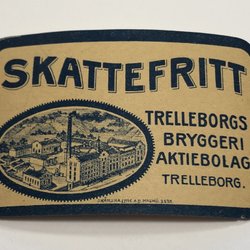 SKATTEFRITT
TRELLEBORGS
BRYGGERI
AKTIEBOLAG
TRELLEBORG.